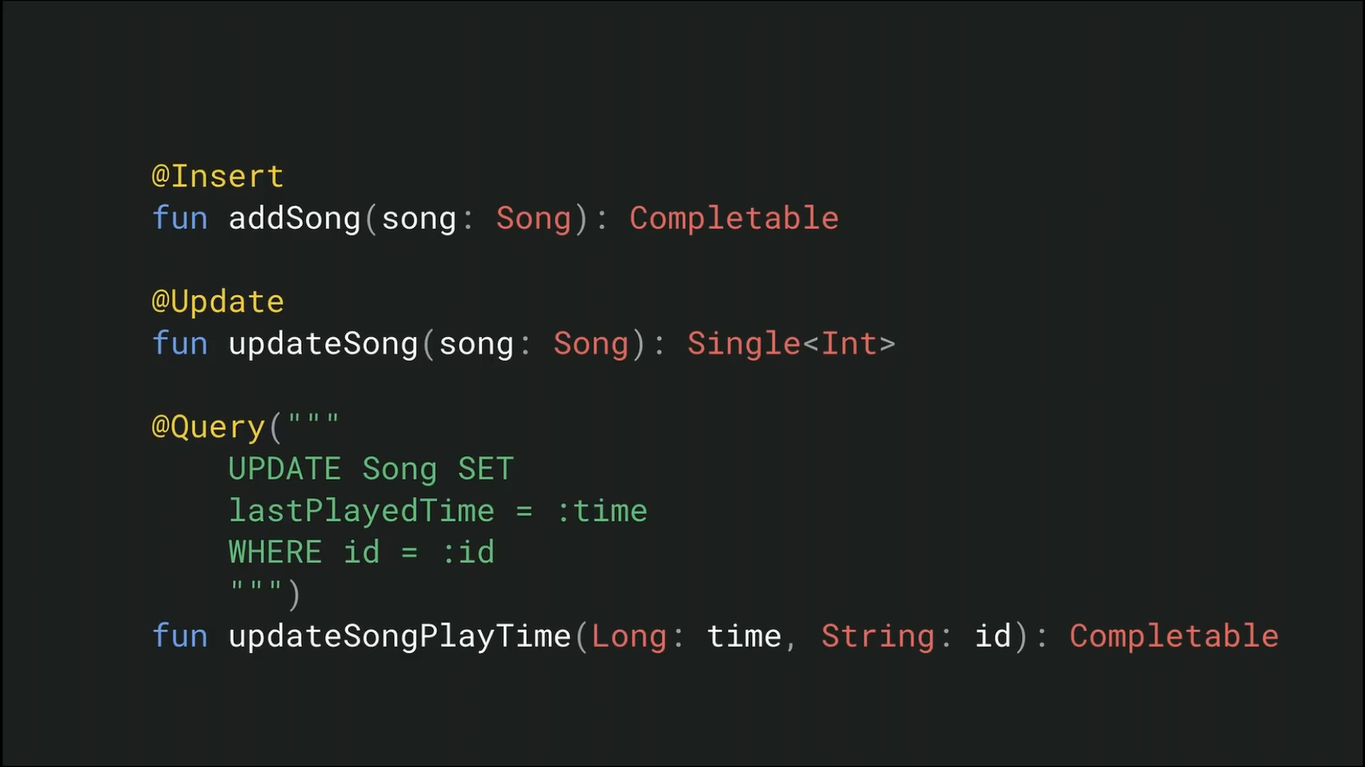 @Insert
fun addSong(song: Song): Completable
@Update
fun updateSong(song: Song): Single<Int>
@Query("""
UPDATE Song SET
lastPlayedTime = :time
WHERE id = :id
""")
fun updateSongPlayTime(Long: time, String: id): Completable